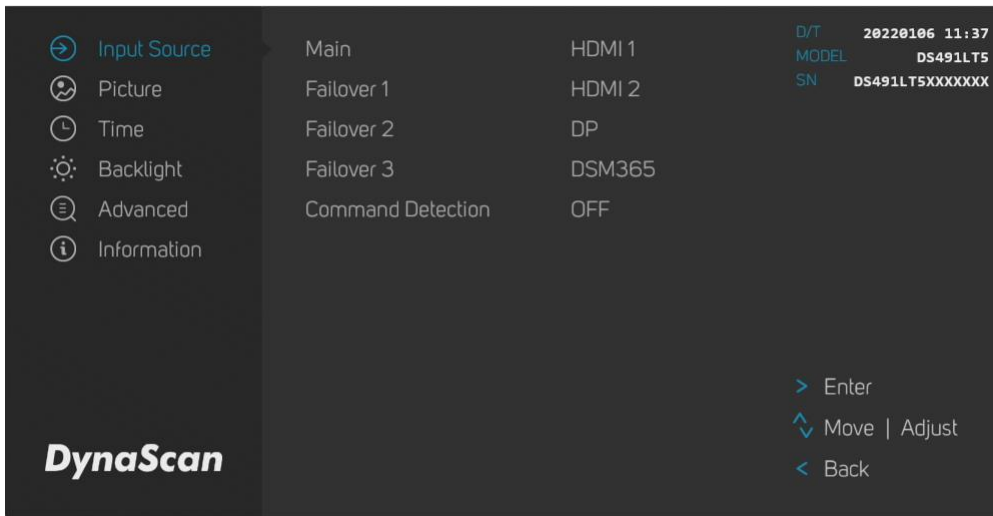 Input Source
Picture
Time
Backlight
Advanced
Information
DynaScan
Main HDMI 1
Failover 1 HDMI 2
Failover 2 DP
Failover 3 DSM365
Command Detection OFF
D/T 20220106 11:37
MODEL DS491LT5
SN DS491LT5XXXXXXX
> Enter
Move | Adjust
< Back